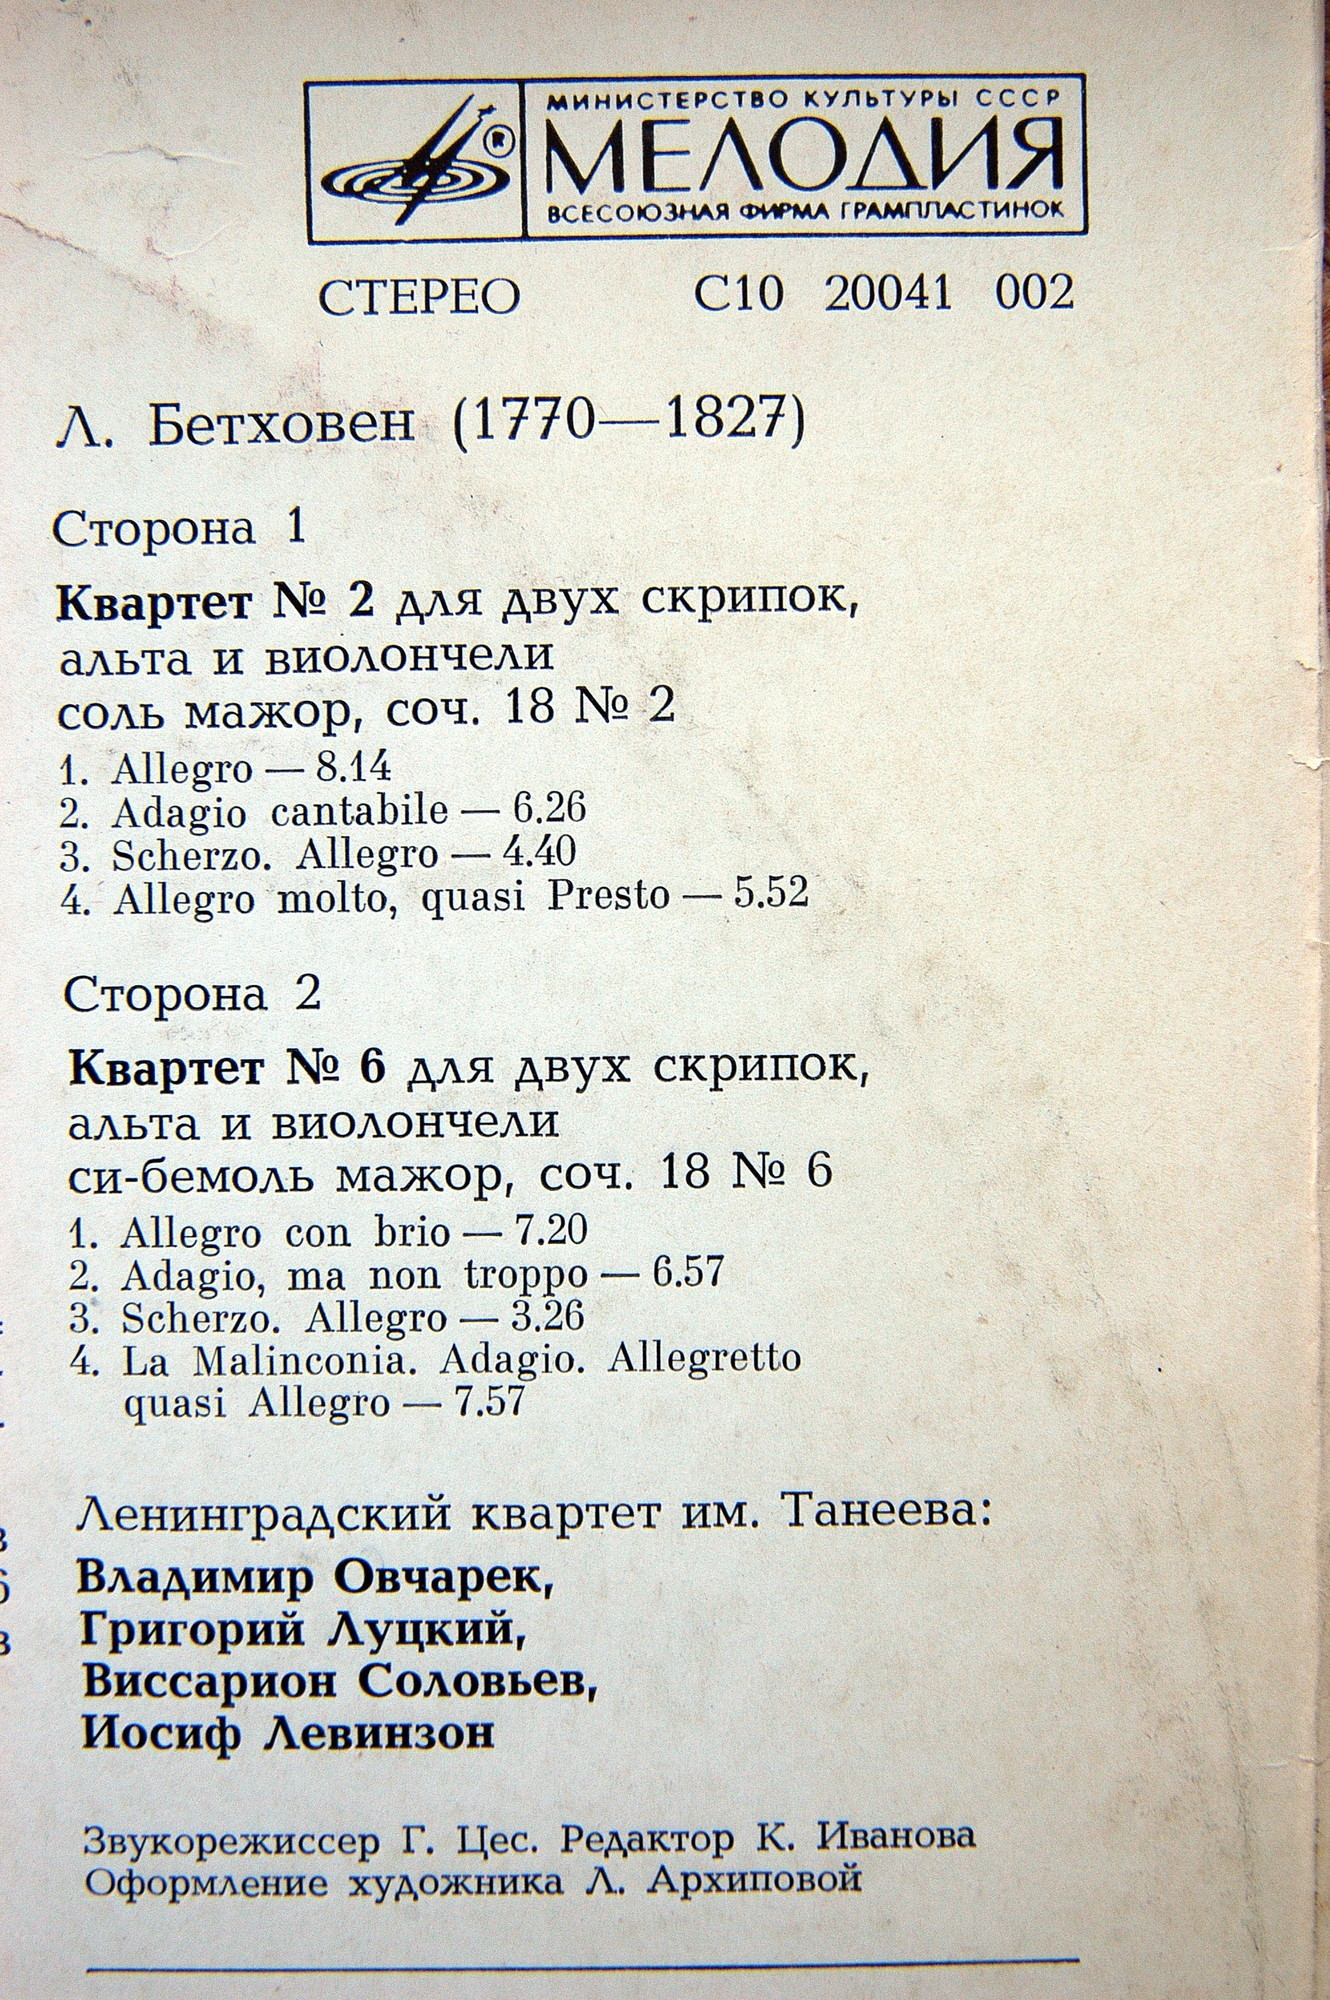 МИНИСТЕРСТВО КУЛЬТУРЫ СССР
МЕЛОДИЯ
ВСЕСОЮЗНАЯ ФИРМА ГРАМПЛАСТИНОК
®
СТЕРЕО С10 20041 002
Л. Бетховен (1770—1827)
Сторона 1
Квартет № 2 для двух скрипок,
альта и виолончели
соль мажор, соч. 18 № 2
1. Allegro — 8.14
2. Adagio cantabile — 6.26
3. Scherzo. Allegro — 4.40
4. Allegro molto, quasi Presto — 5.52
Сторона 2
Квартет № 6 для двух скрипок,
альта и виолончели
си-бемоль мажор, соч. 18 № 6
1. Allegro con brio — 7.20
2. Adagio, ma non troppo — 6.57
3. Scherzo. Allegro — 3.26
4. La Malinconia. Adagio. Allegretto
quasi Allegro — 7.57
Ленинградский квартет им. Танеева:
Владимир Овчарек,
Григорий Луцкий,
Виссарион Соловьев,
Иосиф Левинзон
Звукорежиссер Г. Цес. Редактор К. Иванова
Оформление художника Л. Архиповой